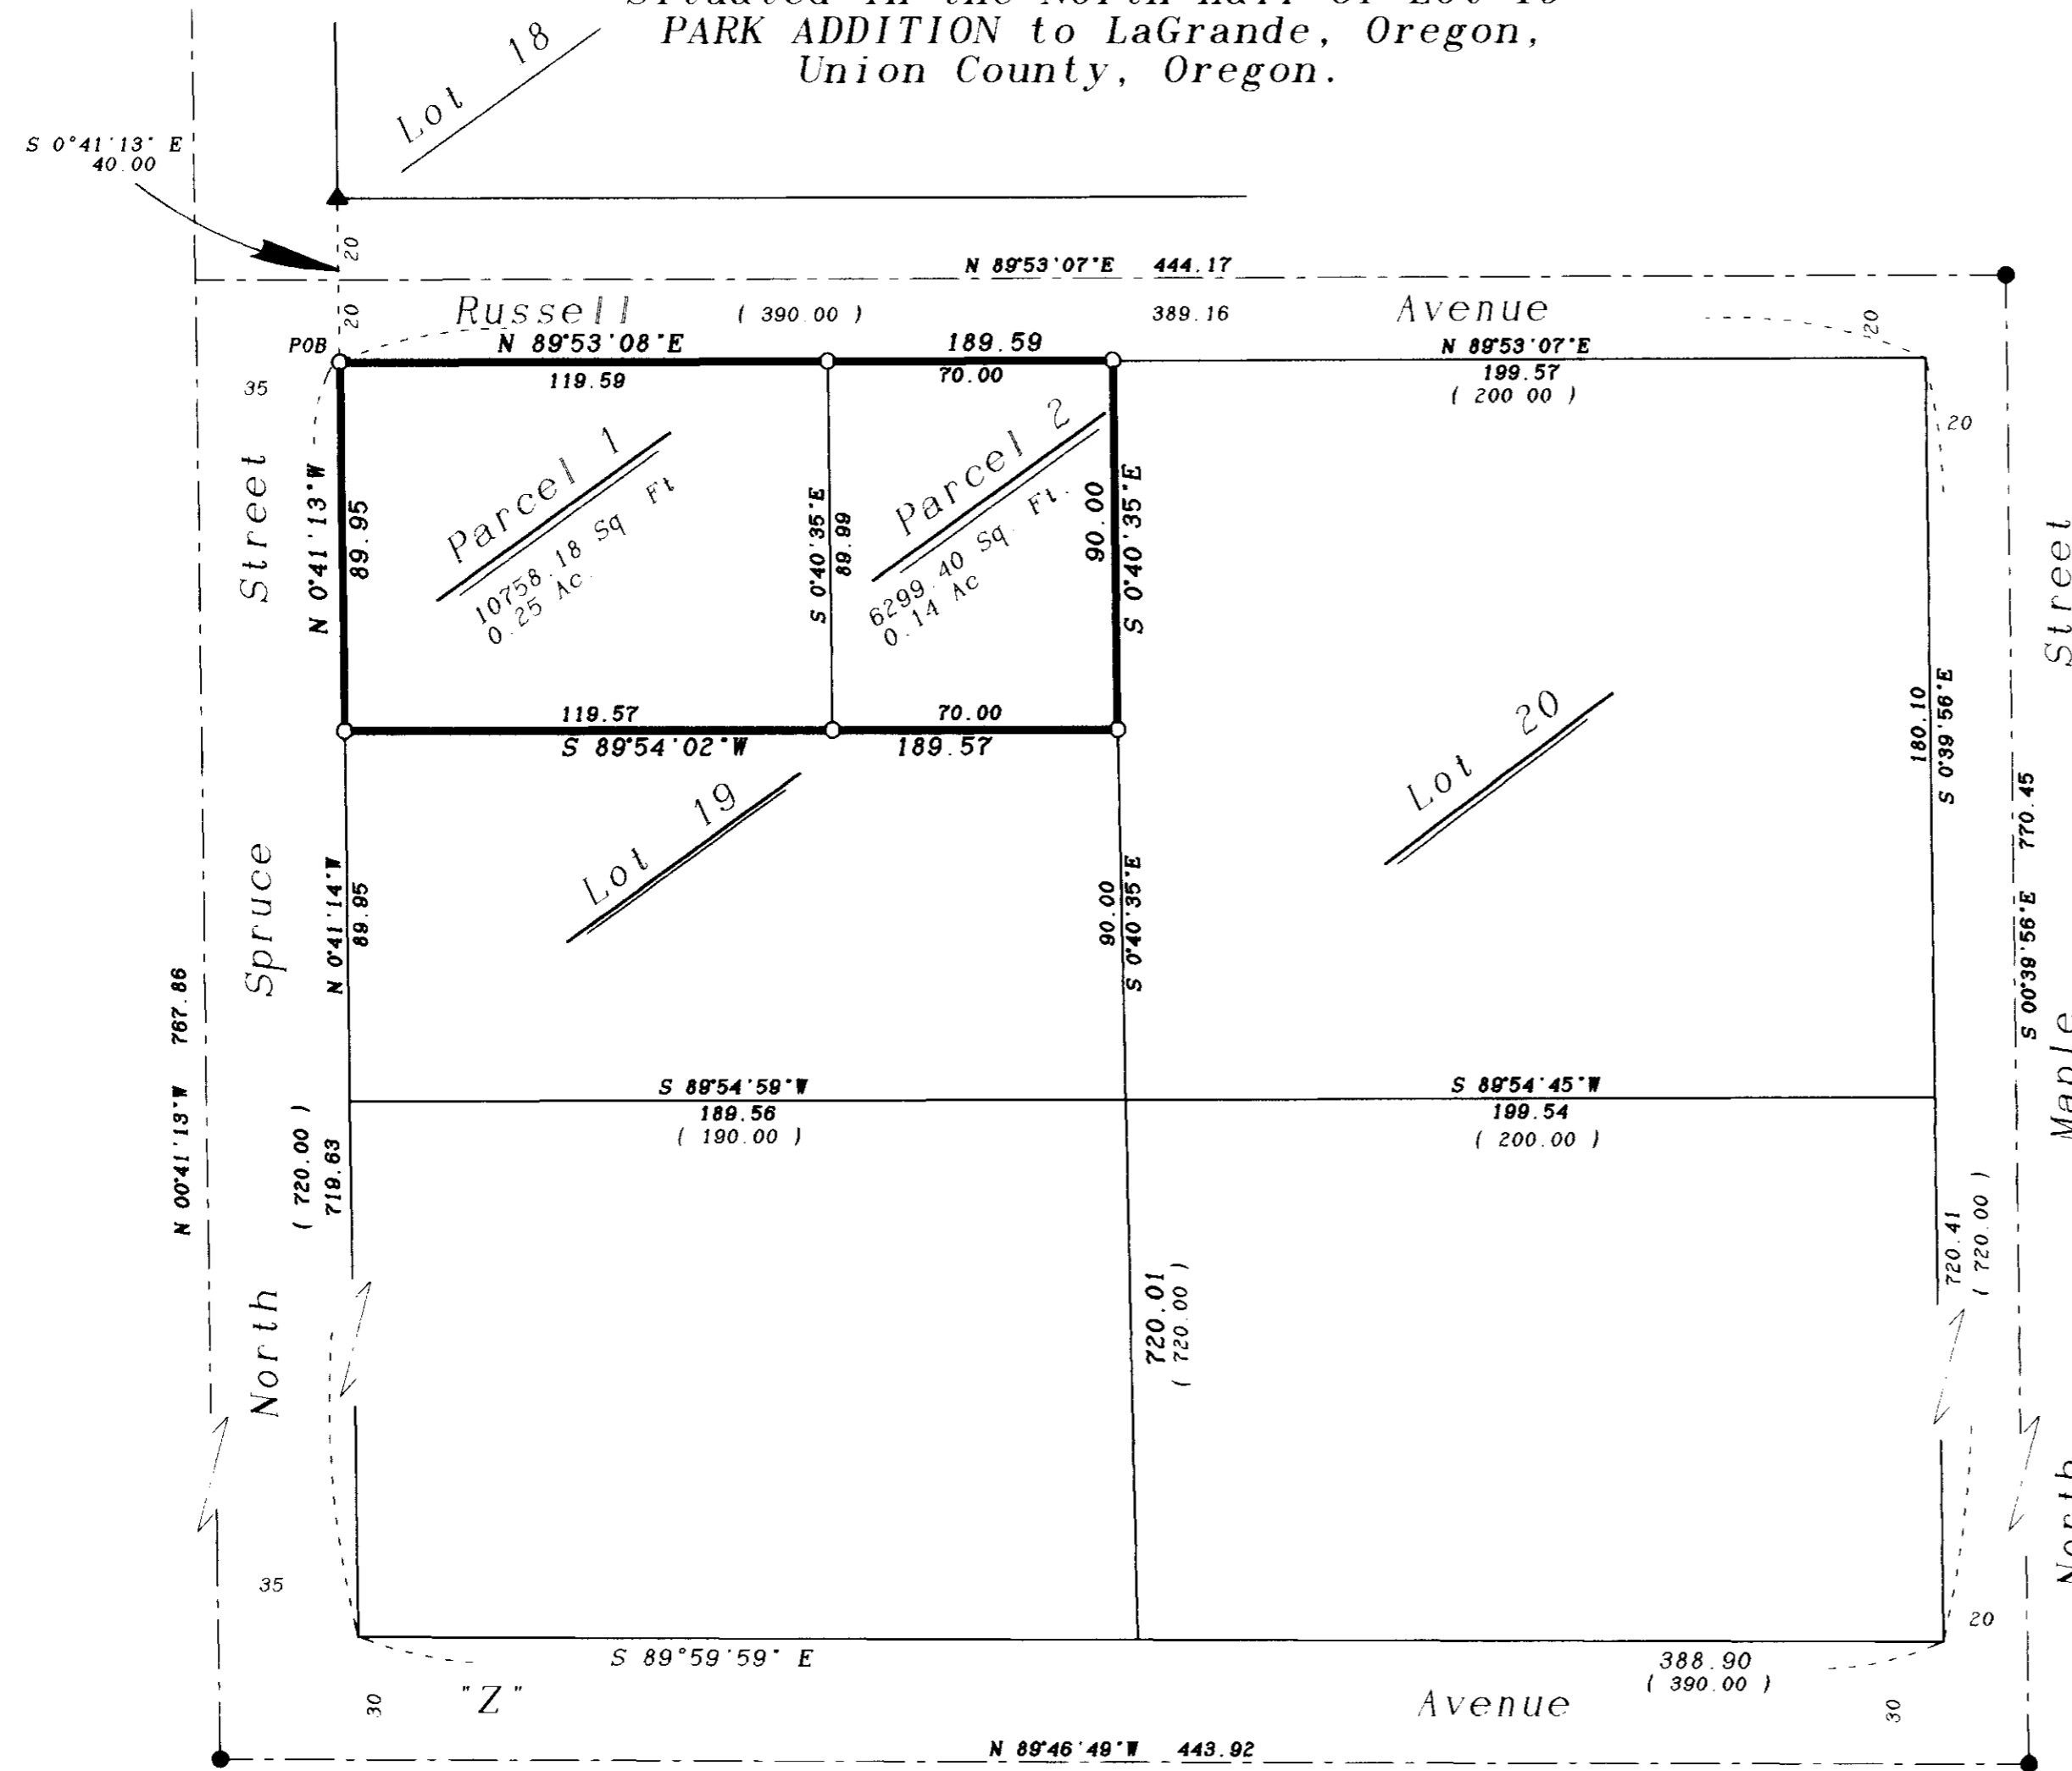 PARK ADDITION to LaGrande, Oregon,
Union County, Oregon.
Lot 18
S 0°41'13" E
40.00
20
N 89°53'07"E 444.17
20
Russell
( 390.00 )
389.16
Avenue
20
POB
N 89°53'08"E
189.59
N 89°53'07"E
119.59
70.00
199.57
( 200 00 )
35
20
Street
N 0°41'13"W
89.95
Parcel 1
10758.18 Sq Ft
0.25 Ac.
S 0°40'35"E
89.99
Parcel 2
6299.40 Sq. Ft.
0.14 Ac
90.00
S 0°40'35"E
Street
119.57
70.00
S 89°54'02"W
189.57
Lot 20
180.10
S 0°39'56"E
Lot 19
Spruce
N 0°41'14"W
89.95
90.00
S 0°40'35"E
S 00°39'56"E 770.45
N 00°41'13"W 767.86
S 89°54'59"W
189.56
( 190.00 )
S 89°54'45"W
199.54
( 200.00 )
Maple
( 720.00 )
719.63
720.01
( 720.00 )
720.41
( 720.00 )
North
North
35
20
S 89°59'59" E
388.90
( 390.00 )
30
"Z"
Avenue
30
N 89°46'49"W 443.92